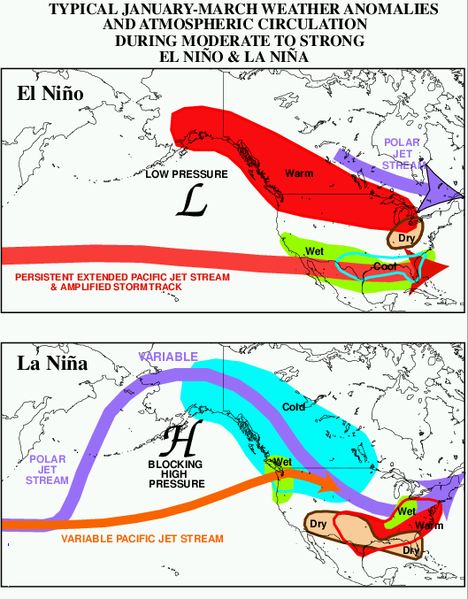 TYPICAL JANUARY-MARCH WEATHER ANOMALIES
AND ATMOSPHERIC CIRCULATION
DURING MODERATE TO STRONG
EL NIÑO & LA NIÑA
El Niño
POLAR
JET
STREAM
LOW PRESSURE
L
Warm
Dry
Wet
Cool
PERSISTENT EXTENDED PACIFIC JET STREAM
& AMPLIFIED STORM TRACK
La Niña
VARIABLE
Cold
H
BLOCKING
HIGH
PRESSURE
POLAR
JET
STREAM
Wet
Wet
Dry
Warm
Dry
VARIABLE PACIFIC JET STREAM